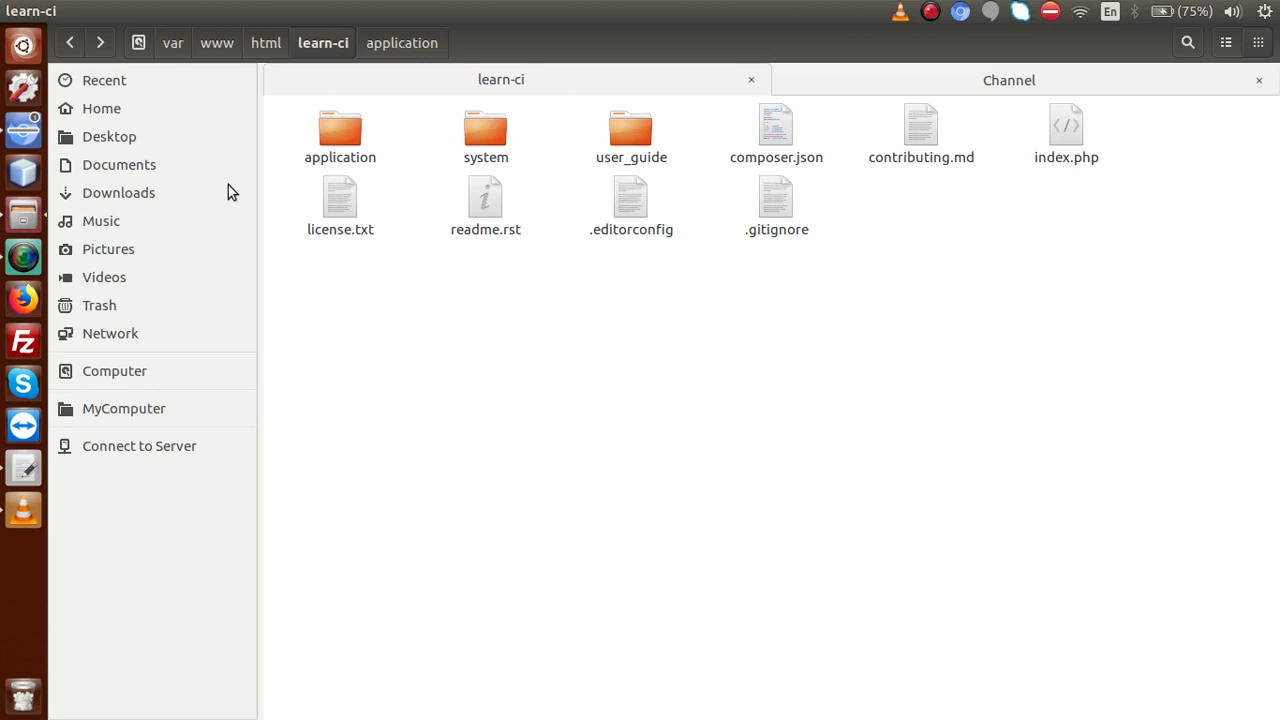 learn-ci
En
(75%)
var
www
html
learn-ci
application
Recent
Home
Desktop
Documents
Downloads
Music
Pictures
Videos
Trash
Network
Computer
MyComputer
Connect to Server
learn-ci
Channel
application
system
user_guide
composer.json
contributing.md
index.php
license.txt
readme.rst
.editorconfig
.gitignore